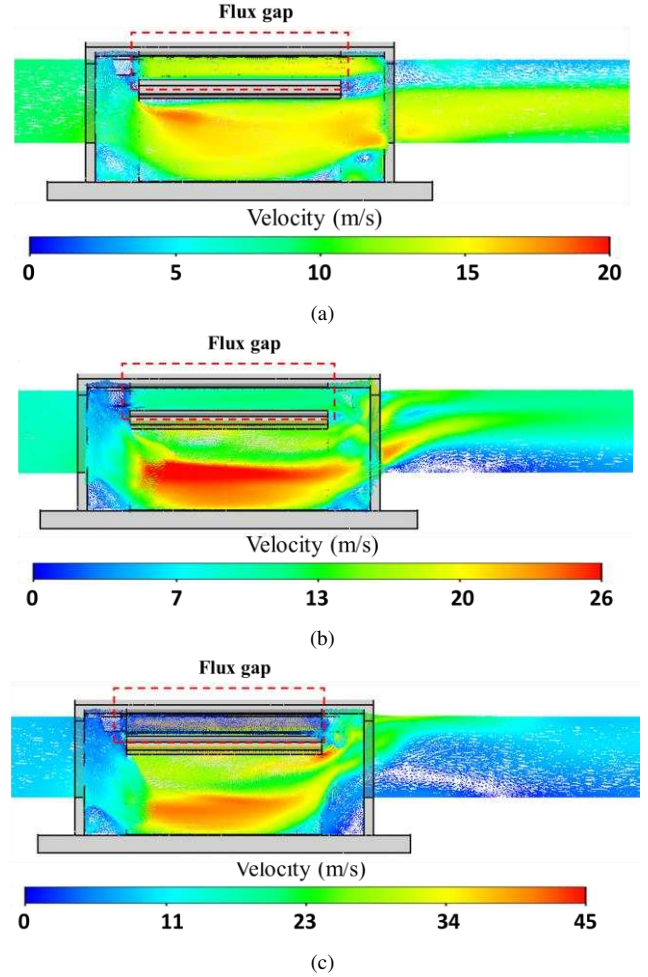 Flux gap
Velocity (m/s)
0 5 10 15 20
(a)
Flux gap
Velocity (m/s)
0 7 13 20 26
(b)
Flux gap
Velocity (m/s)
0 11 23 34 45
(c)